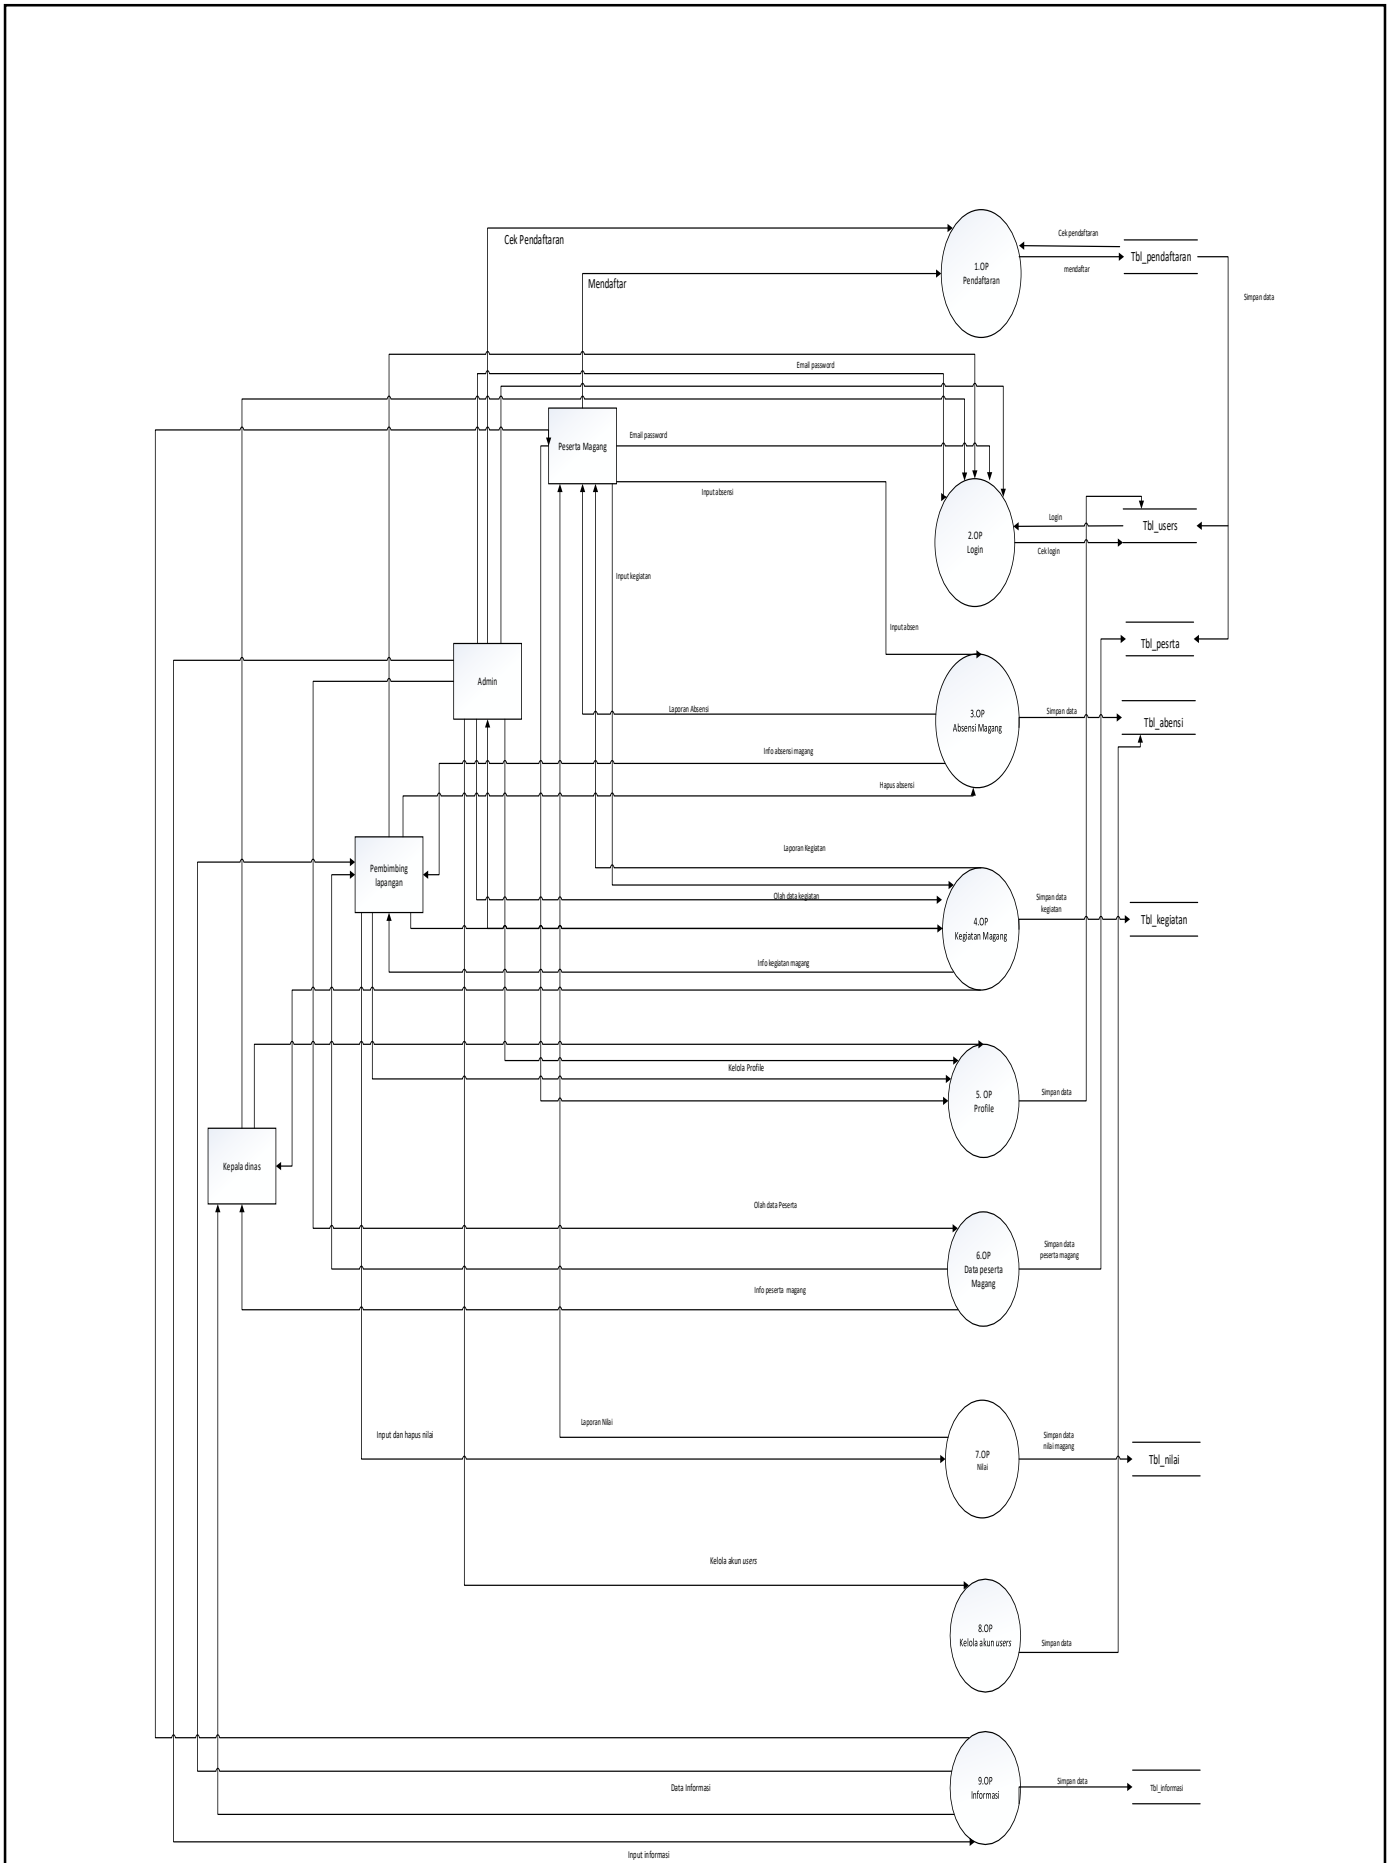 Cek Pendaftaran
Mendaftar
1.OP
Pendaftaran
Cek pendaftaran
mendaftar
Tbl_pendaftaran
Simpan data
Email password
Peserta Magang
Email password
Input absensi
2.OP
Login
Login
Cek login
Tbl_users
Input kegiatan
Input absen
Tbl_pesrta
Admin
Laporan Absensi
3.OP
Absensi Magang
Simpan data
Tbl_abensi
Info absensi magang
Hapus absensi
Pembimbing
lapangan
Laporan Kegiatan
Olah data kegiatan
4.OP
Kegiatan Magang
Simpan data
kegiatan
Tbl_kegiatan
Info kegiatan magang
Kelola Profile
5. OP
Profile
Simpan data
Kepala dinas
Olah data Peserta
6.OP
Data peserta
Magang
Simpan data
peserta magang
Info peserta magang
Laporan Nilai
Input dan hapus nilai
7.OP
Nilai
Simpan data
nilai magang
Tbl_nilai
Kelola akun users
8.OP
Kelola akun users
Simpan data
Data Informasi
9.OP
Informasi
Simpan data
Tbl_informasi
Input informasi